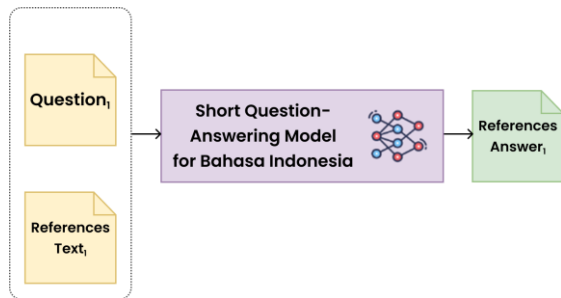 Question₁
References
Text₁
Short Question-
Answering Model
for Bahasa Indonesia
References
Answer₁